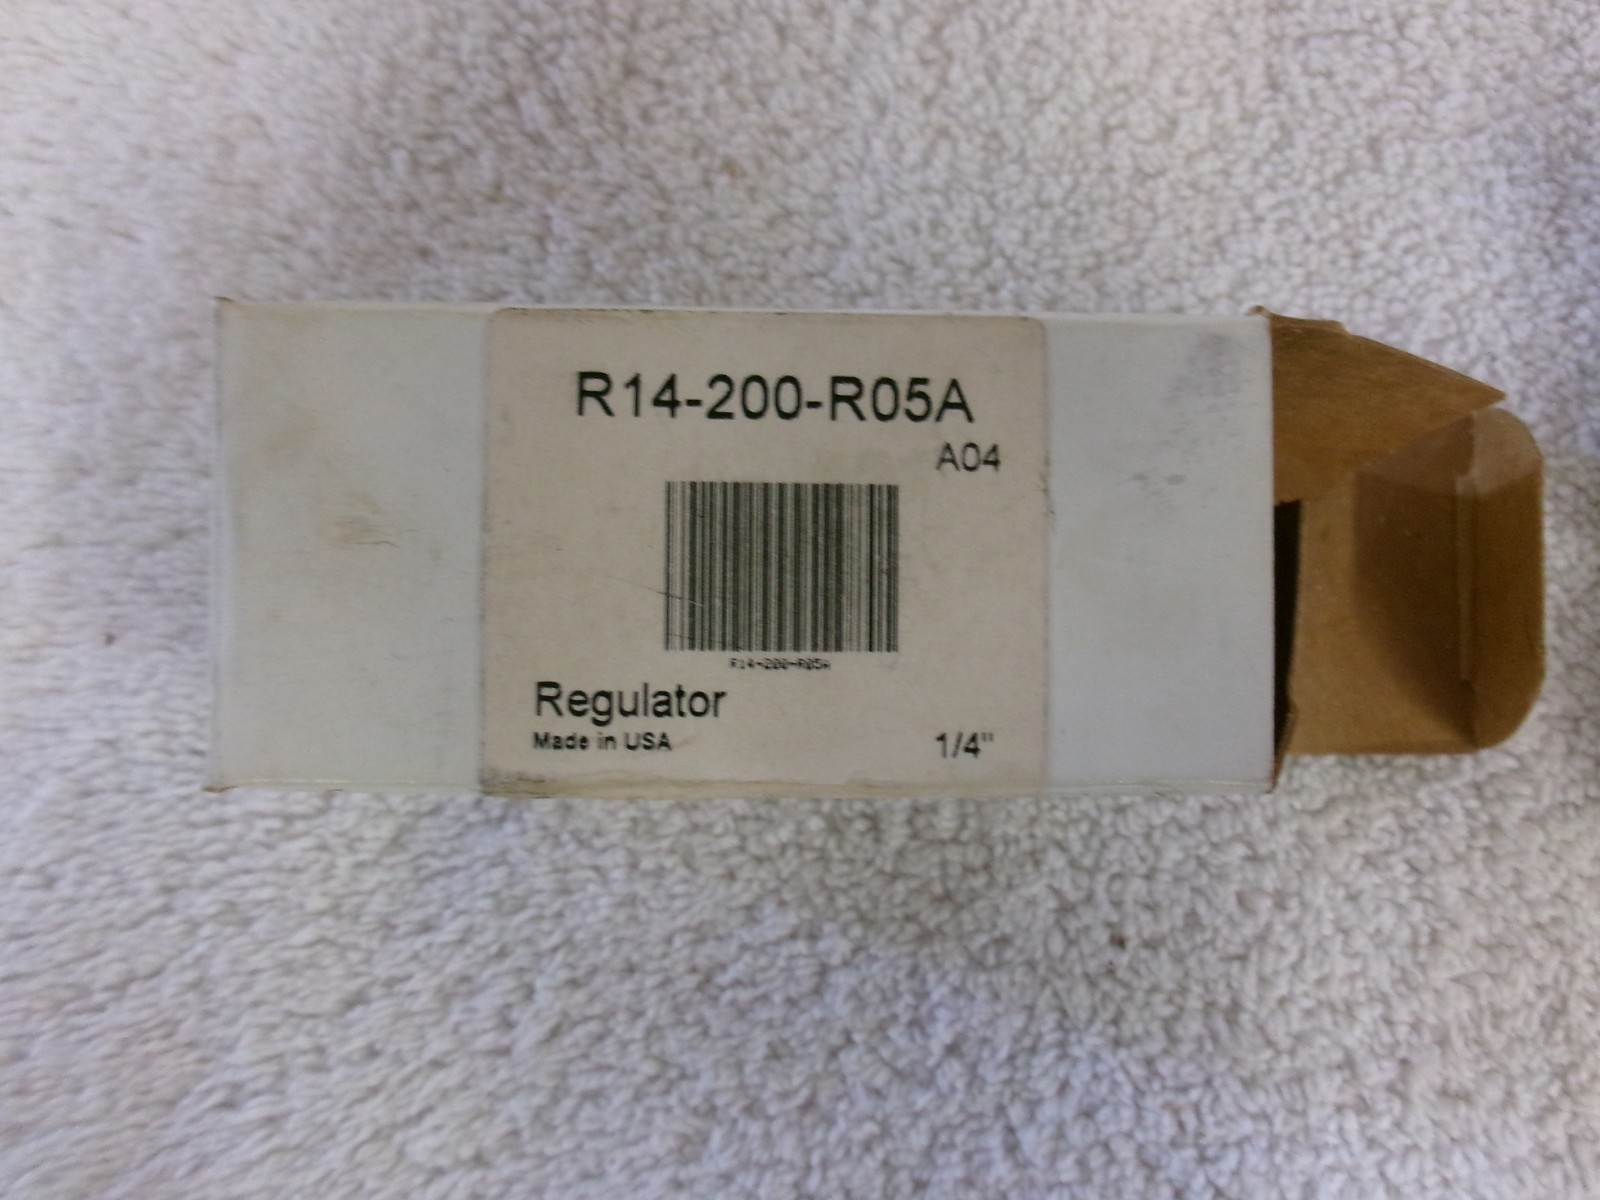 R14-200-R05A
A04
R14-200-R05A
Regulator
Made in USA
1/4"